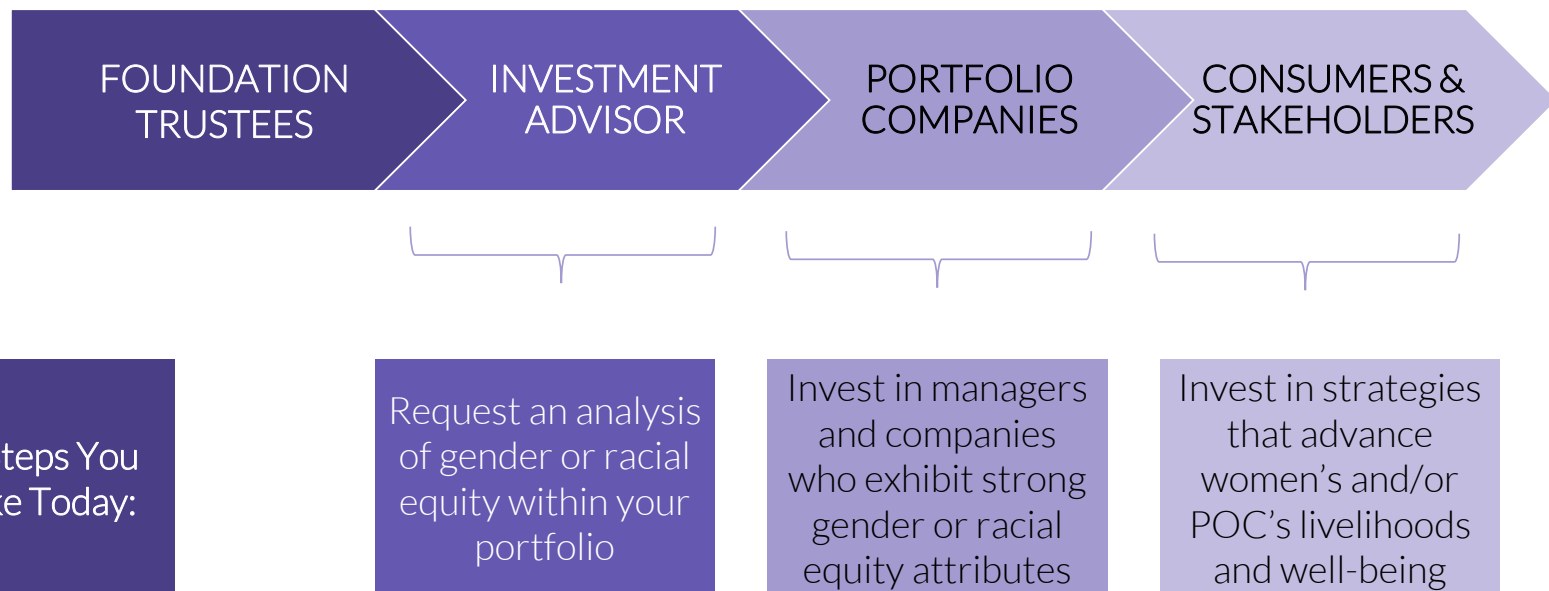 FOUNDATION
TRUSTEES
INVESTMENT
ADVISOR
PORTFOLIO
COMPANIES
CONSUMERS &
STAKEHOLDERS
You
Today:
Request an analysis
of gender or racial
equity within your
portfolio
Invest in managers
and companies
who exhibit strong
gender or racial
equity attributes
Invest in strategies
that advance
women’s and/or
POC’s livelihoods
and well-being